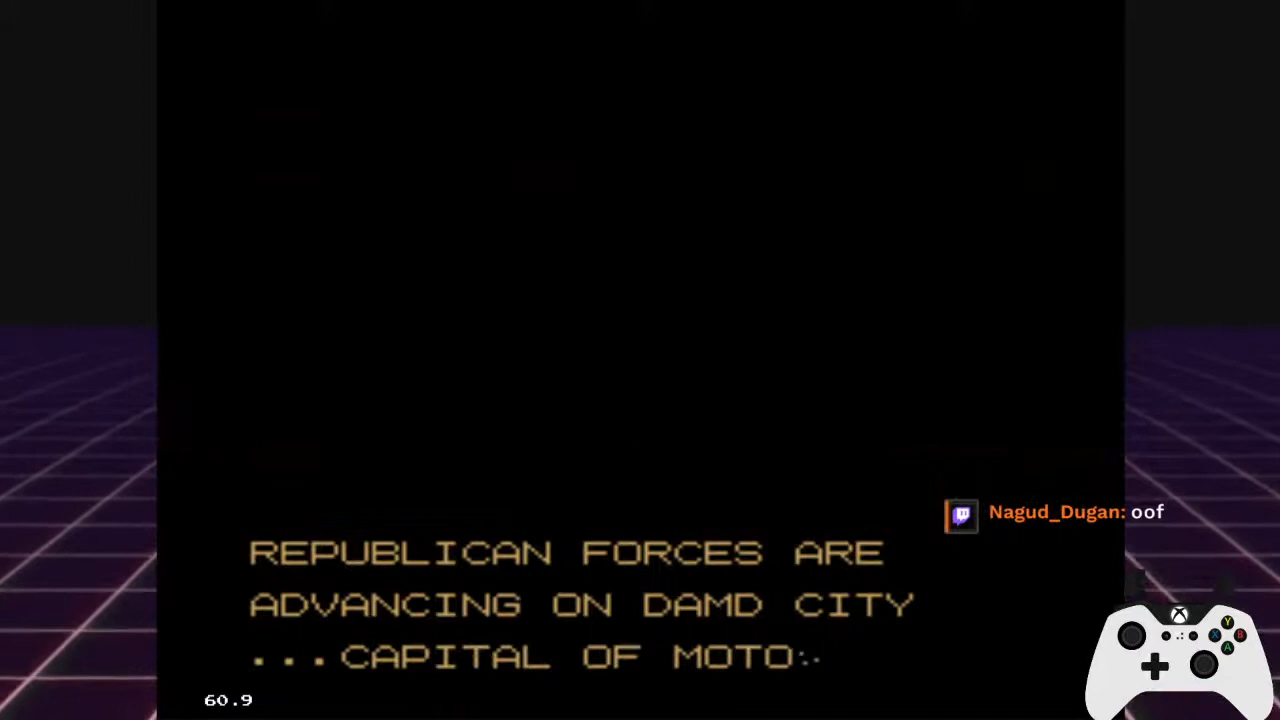 Nagud_Dugan: oof
REPUBLICAN FORCES ARE
ADVANCING ON DAMD CITY
...CAPITAL OF MOTO
60.9
Y
X B
A